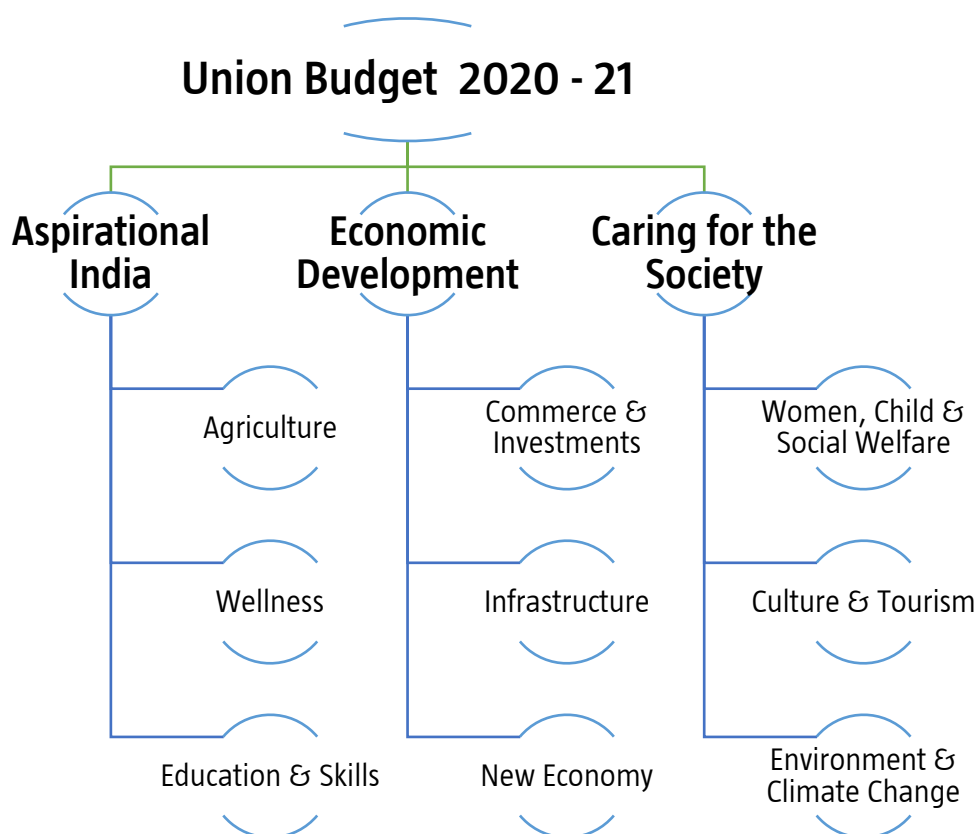 Union Budget 2020 - 21
Aspirational
India
Economic
Development
Caring for the
Society
Agriculture
Commerce &
Investments
Women, Child &
Social Welfare
Wellness
Infrastructure
Culture & Tourism
Education & Skills
New Economy
Environment &
Climate Change